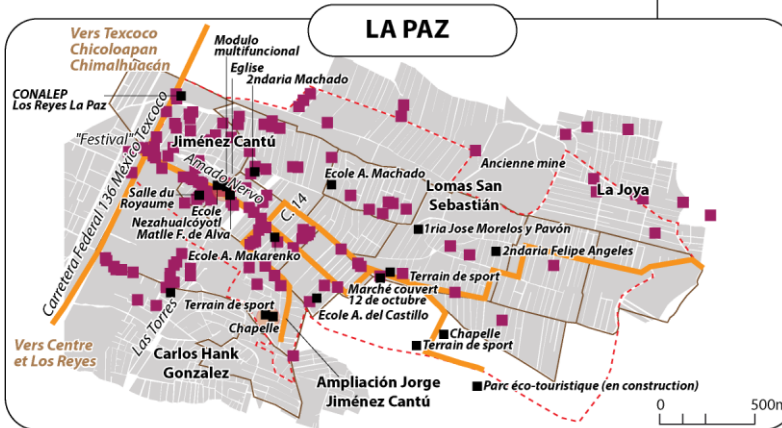 LA PAZ
Vers Texcoco
Chicoloapan
Chimalhuacán
Modulo
multifuncional
Eglise
2ndaria Machado
CONALEP
Los Reyes La Paz
"Festival"
Jiménez Cantú
Carretera Federal 136 México Texcoco
Amado Nervo
Ecole A. Machado
Ancienne mine
Lomas San
Sebastián
La Joya
Salle du
Royaume
Ecole
Nezahualcóyotl
Matlle F. de Alva
C. 14
1ria Jose Morelos y Pavón
2ndaria Felipe Angeles
Ecole A. Makarenko
Terrain de sport
Marché couvert
12 de octubre
Terrain de sport
Chapelle
Ecole A. del Castillo
Las Torres
Chapelle
Terrain de sport
Vers Centre
et Los Reyes
Carlos Hank
Gonzalez
Ampliación Jorge
Jiménez Cantú
Parc éco-touristique (en construction)
0
500m